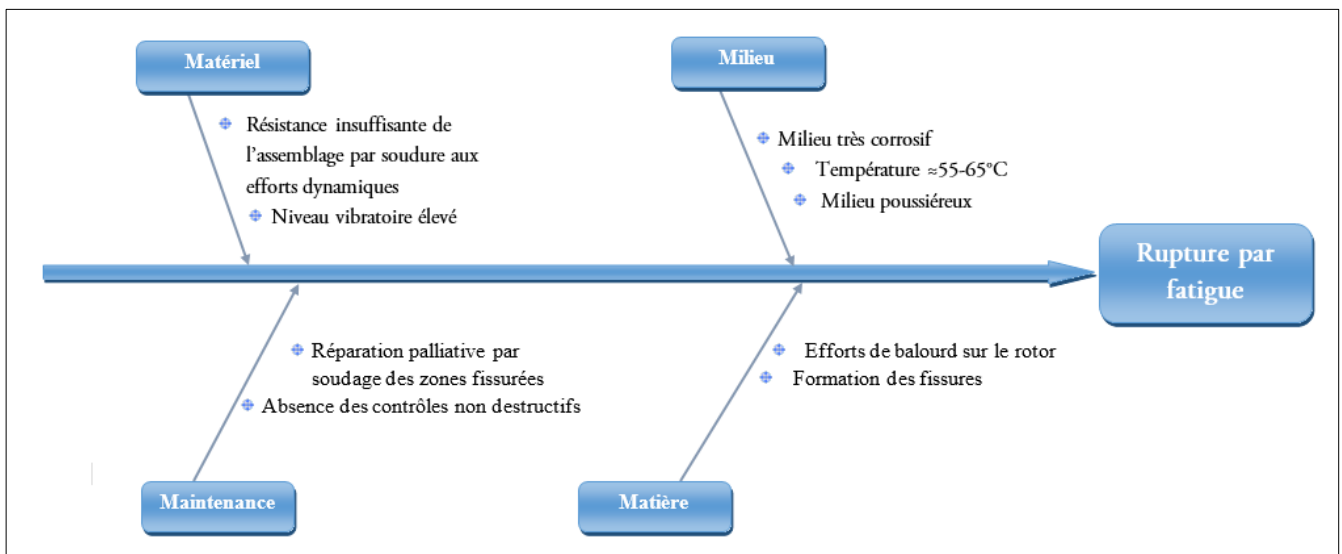 Matériel
Résistance insuffisante de
l'assemblage par soudure aux
efforts dynamiques
Niveau vibratoire élevé
Milieu
Milieu très corrosif
Température ≈55-65°C
Milieu poussiéreux
Rupture par
fatigue
Réparation palliative par
soudage des zones fissurées
Absence des contrôles non destructifs
Maintenance
Efforts de balourd sur le rotor
Formation des fissures
Matière